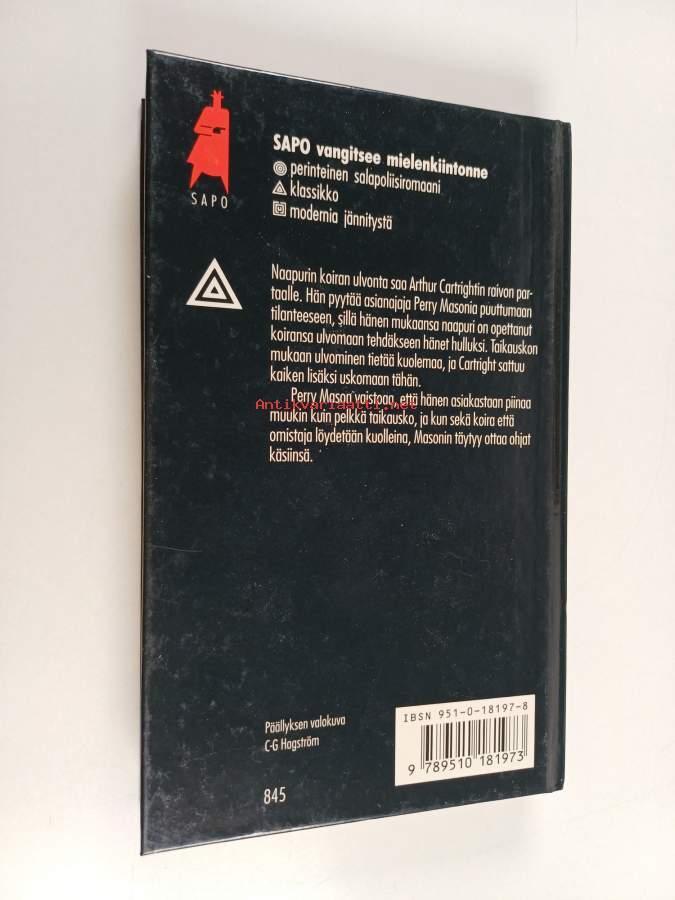 SAPO
SAPO vangitsee mielenkiintonne
perinteinen salapoliisiromaani
klassikko
modernia jännitystä
Naapurin koiran ulvonta saa Arthur Cartrightin raivon par-
taalle. Hän pyytää asianajaja Perry Masonia puuttumaan
tilanteeseen, sillä hänen mukaansa naapuri on opettanut
koiransa ulvomaan tehdäkseen hänet hulluksi. Taikauskon
mukaan ulvominen tietää kuolemaa, ja Cartright sattuu
kaiken lisäksi uskomaan tähän.
Perry Mason vaistoaa, että hänen asiakastaan piinaa
Antikvariaatti.net
muukin kuin pelkkä taikausko, ja kun sekä koira että
omistaja löydetään kuolleina, Masonin täytyy ottaa ohjat
käsiinsä.
Päällyksen valokuva
C-G Hagström
845
IBSN 951-0-18197-8
9 789510 181973